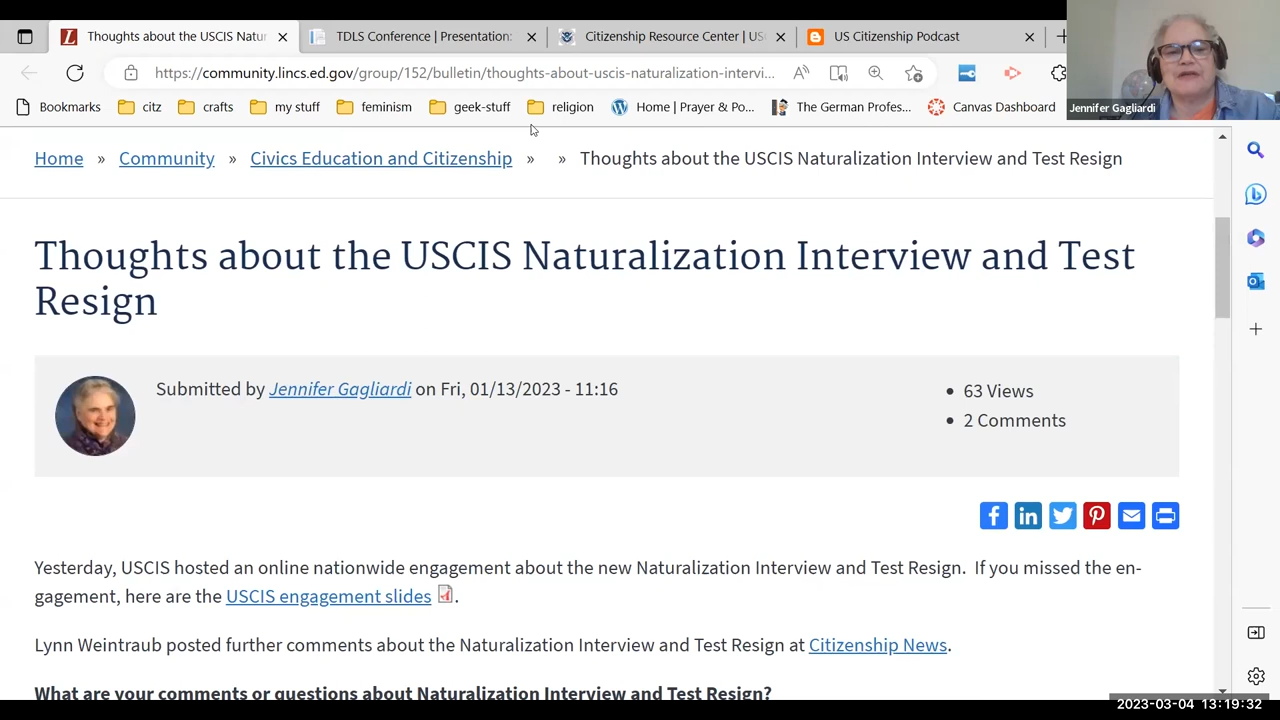 Thoughts about the USCIS Natur
TDLS Conference | Presentation:
Citizenship Resource Center | US
US Citizenship Podcast
https://community.lincs.ed.gov/group/152/bulletin/thoughts-about-uscis-naturalization-intervi...
Bookmarks citz crafts my stuff feminism geek-stuff religion Home | Prayer & Po... The German Profes... Canvas Dashboard
Jennifer Gagliardi
Home » Community » Civics Education and Citizenship » » Thoughts about the USCIS Naturalization Interview and Test Resign
Thoughts about the USCIS Naturalization Interview and Test
Resign
Submitted by Jennifer Gagliardi on Fri, 01/13/2023 - 11:16
• 63 Views
• 2 Comments
Yesterday, USCIS hosted an online nationwide engagement about the new Naturalization Interview and Test Resign. If you missed the en-
gagement, here are the USCIS engagement slides.
Lynn Weintraub posted further comments about the Naturalization Interview and Test Resign at Citizenship News.
What are your comments or questions about Naturalization Interview and Test Resign?
2023-03-04 13:19:32